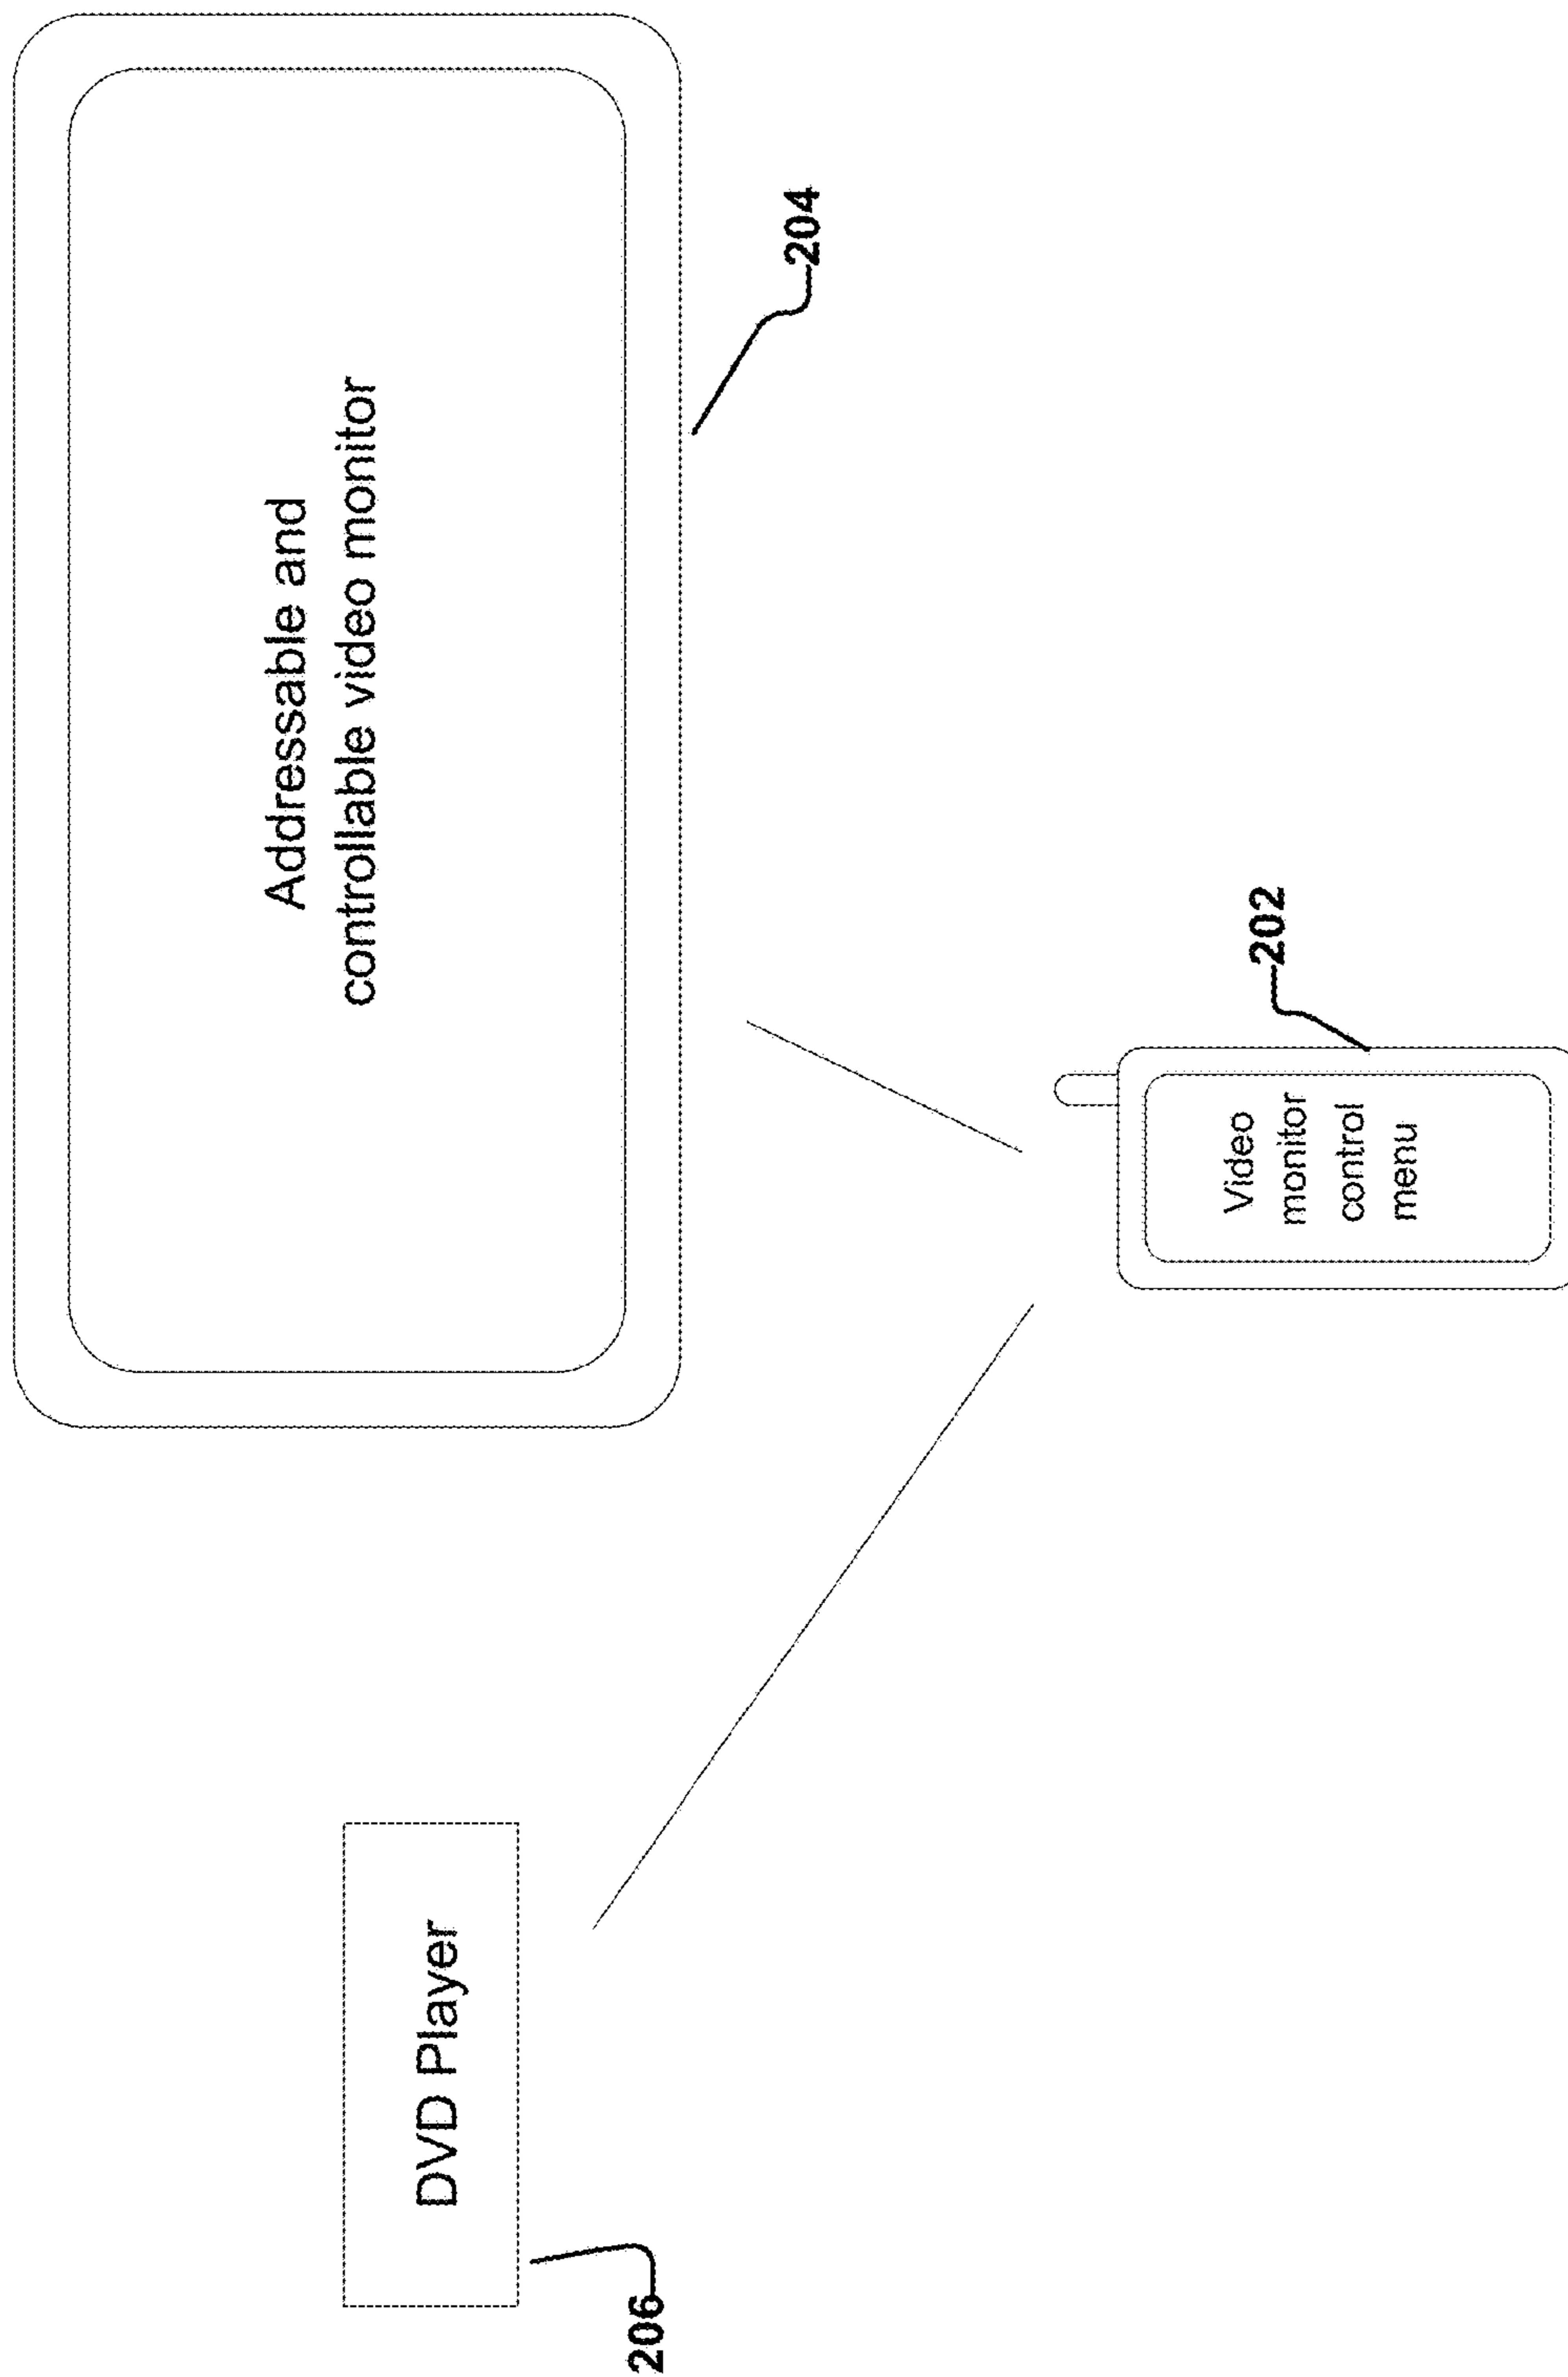 Addressable and
controllable video monitor
204
DVD Player
206
202
Video
monitor
control
menu